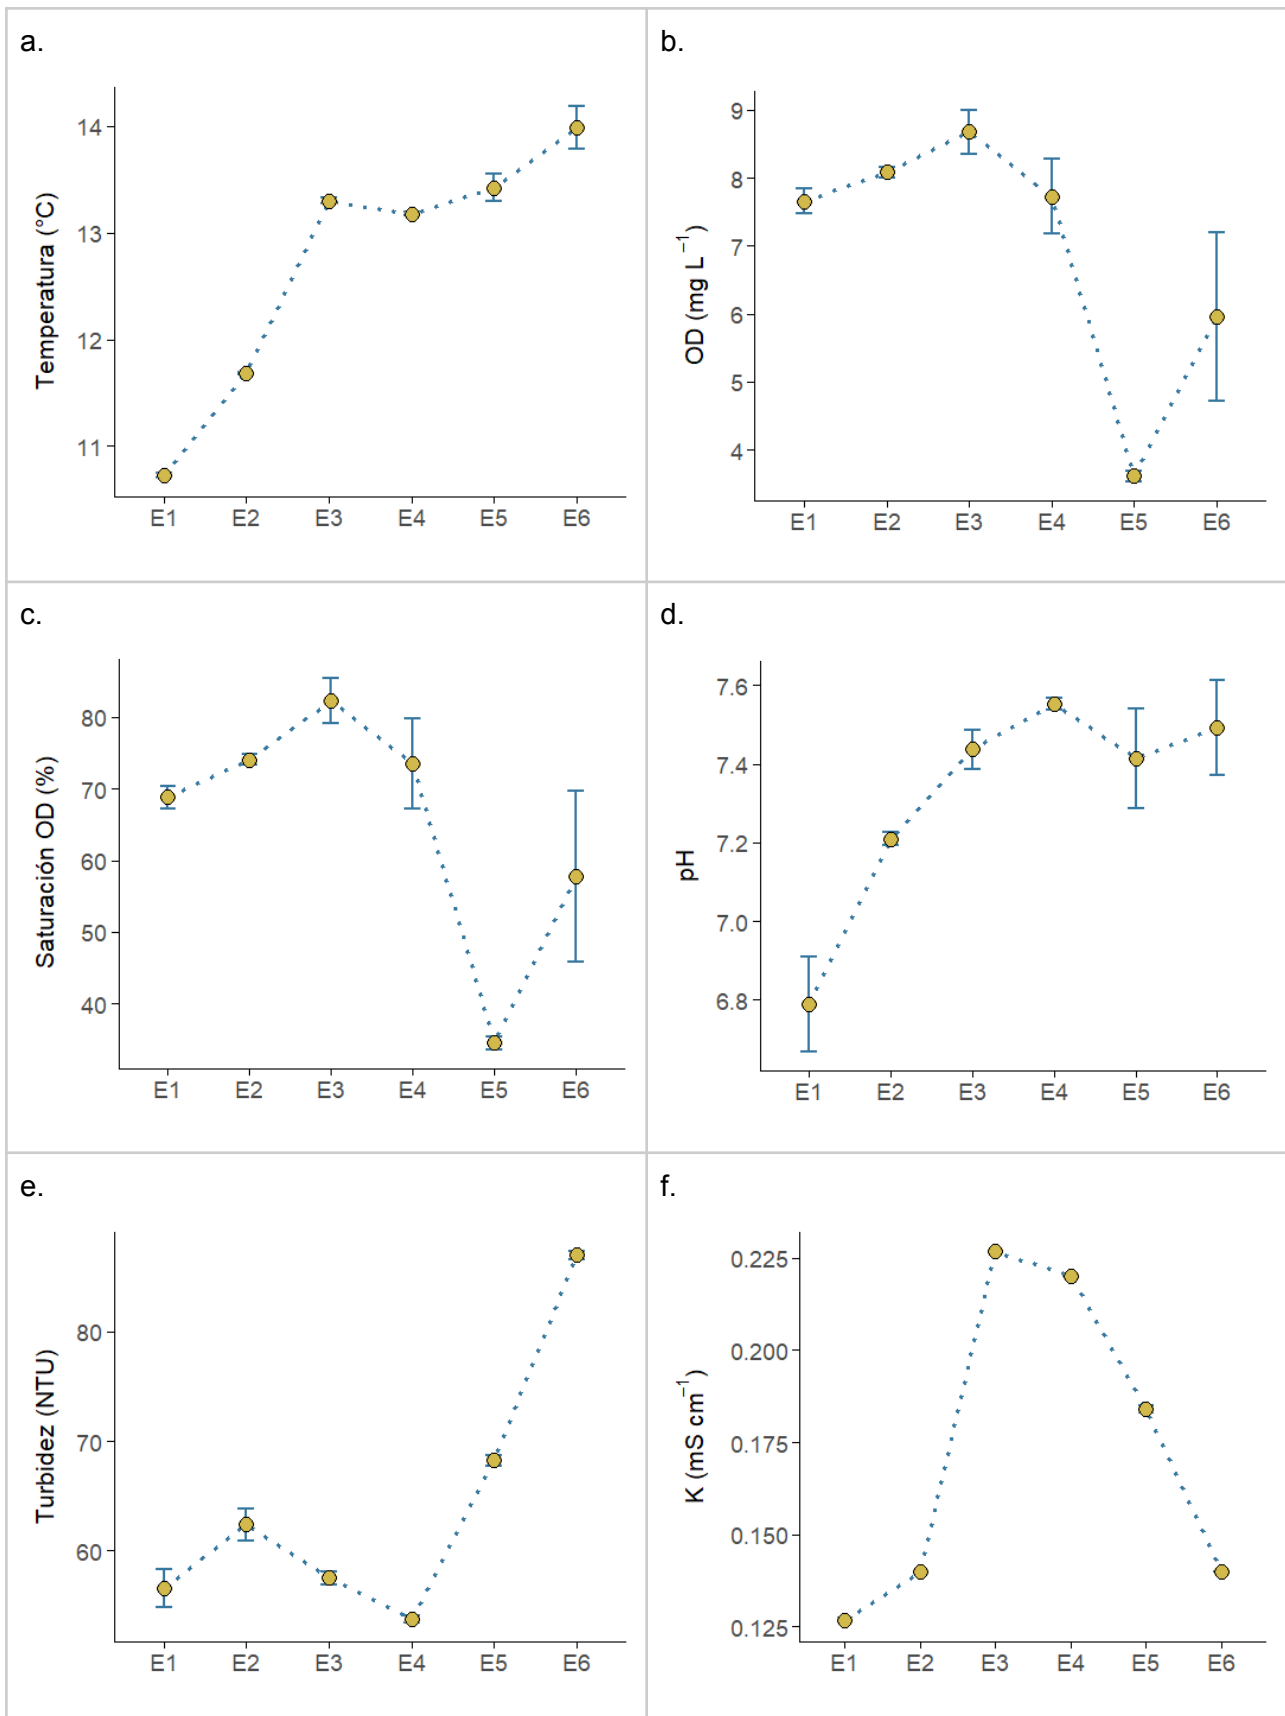 a.
Temperatura (°C)
14
13
12
11
E1 E2 E3 E4 E5 E6
b.
OD (mg L⁻¹)
9
8
7
6
5
4
E1 E2 E3 E4 E5 E6
c.
Saturación OD (%)
80
70
60
50
40
E1 E2 E3 E4 E5 E6
d.
pH
7.6
7.4
7.2
7.0
6.8
E1 E2 E3 E4 E5 E6
e.
Turbidez (NTU)
80
70
60
E1 E2 E3 E4 E5 E6
f.
K (mS cm⁻¹)
0.225
0.200
0.175
0.150
0.125
E1 E2 E3 E4 E5 E6